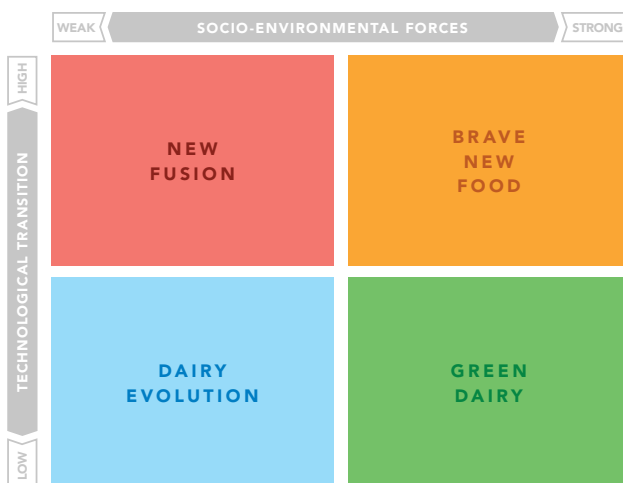 WEAK
SOCIO-ENVIRONMENTAL FORCES
STRONG
HIGH
TECHNOLOGICAL TRANSITION
LOW
NEW
FUSION
BRAVE
NEW
FOOD
DAIRY
EVOLUTION
GREEN
DAIRY